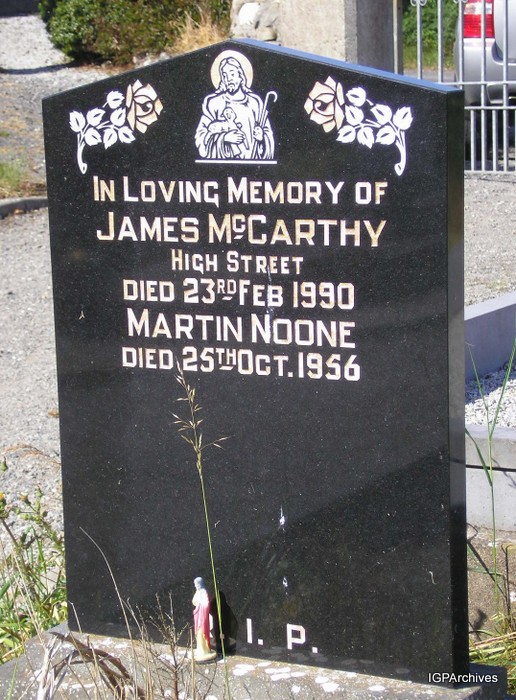 IN LOVING MEMORY OF
JAMES MCCARTHY
HIGH STREET
DIED 23RD FEB 1990
MARTIN NOONE
DIED 25TH OCT. 1956
I. P.
IGPArchives